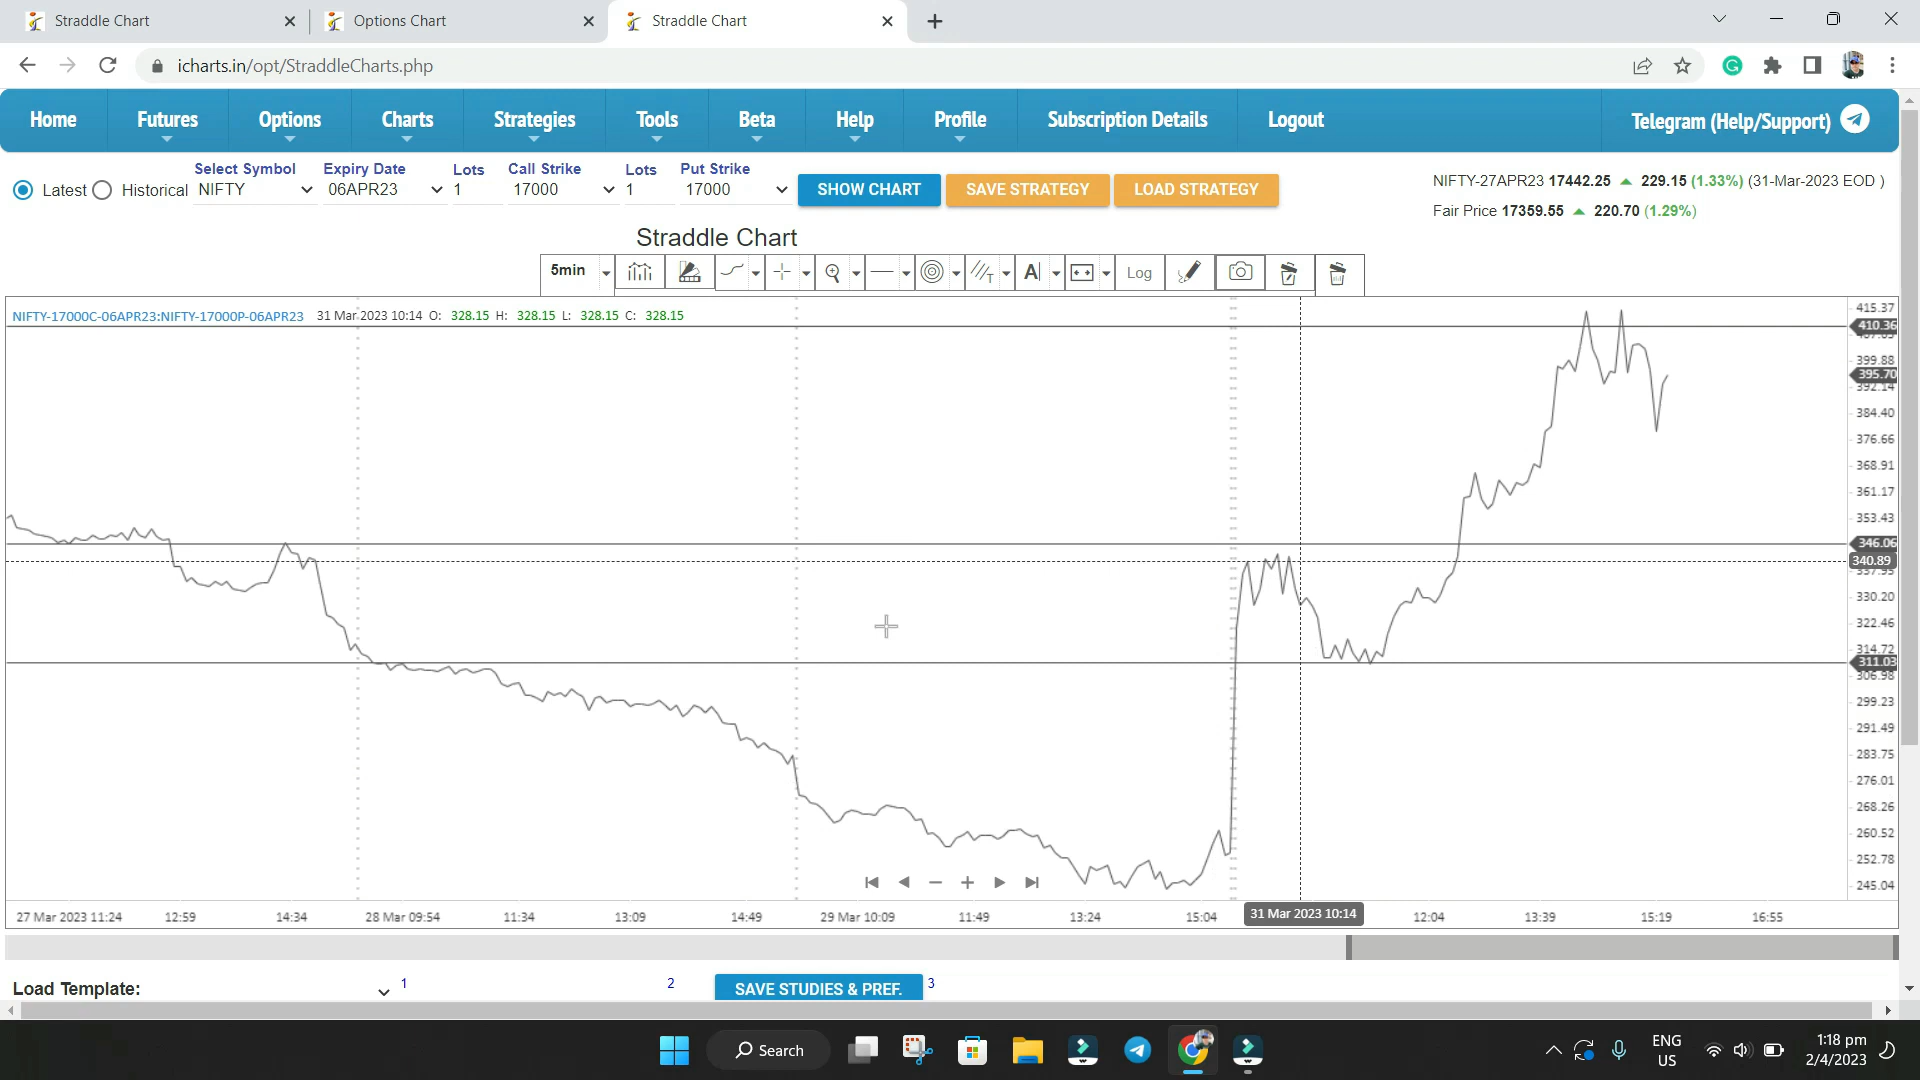 Straddle Chart
Options Chart
Straddle Chart
icharts.in/opt/StraddleCharts.php
Home Futures Options Charts Strategies Tools Beta Help Profile Subscription Details Logout Telegram (Help/Support)
Select Symbol Expiry Date Lots Call Strike Lots Put Strike
Latest Historical NIFTY 06APR23 1 17000 1 17000 SHOW CHART SAVE STRATEGY LOAD STRATEGY
NIFTY-27APR23 17442.25 ▲ 229.15 (1.33%) (31-Mar-2023 EOD )
Fair Price 17359.55 ▲ 220.70 (1.29%)
Straddle Chart
5min T A Log
NIFTY-17000C-06APR23:NIFTY-17000P-06APR23 31 Mar 2023 10:14 O: 328.15 H: 328.15 L: 328.15 C: 328.15
415.37
410.36
399.88
395.70
392.14
384.40
376.66
368.91
361.17
353.43
346.06
340.89
330.20
322.46
314.72
311.03
306.98
299.23
291.49
283.75
276.01
268.26
260.52
252.78
245.04
27 Mar 2023 11:24 12:59 14:34 28 Mar 09:54 11:34 13:09 14:49 29 Mar 10:09 11:49 13:24 15:04 31 Mar 2023 10:14 12:04 13:39 15:19 16:55
Load Template: 1 2 SAVE STUDIES & PREF. 3
Search
ENG
US
1:18 pm
2/4/2023